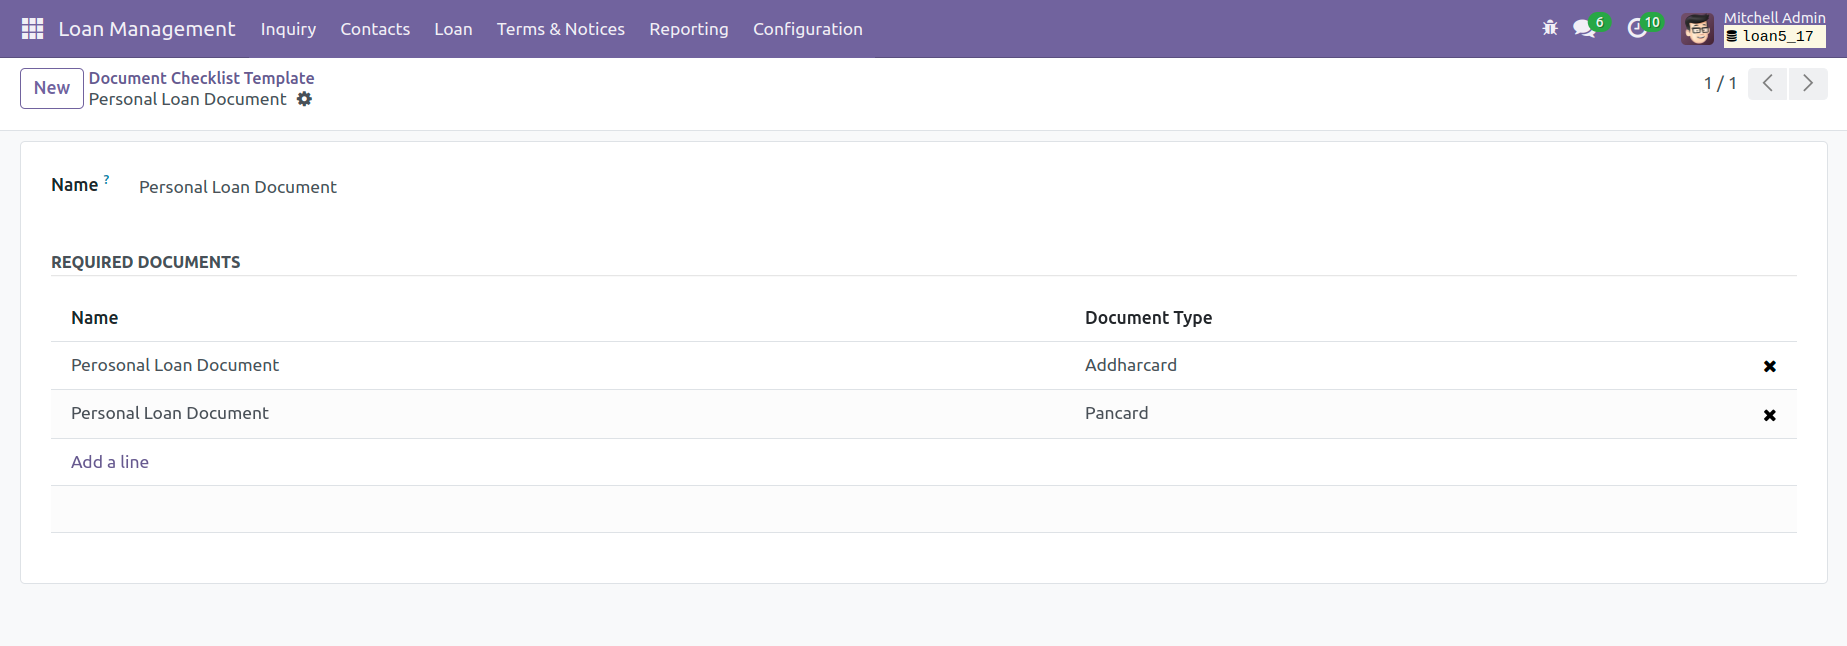 Loan Management Inquiry Contacts Loan Terms & Notices Reporting Configuration 6 10 Mitchell Admin
loan5_17
New Document Checklist Template 1 / 1
Personal Loan Document
Name ? Personal Loan Document
REQUIRED DOCUMENTS
Name Document Type
Perosonal Loan Document Addharcard
Personal Loan Document Pancard
Add a line